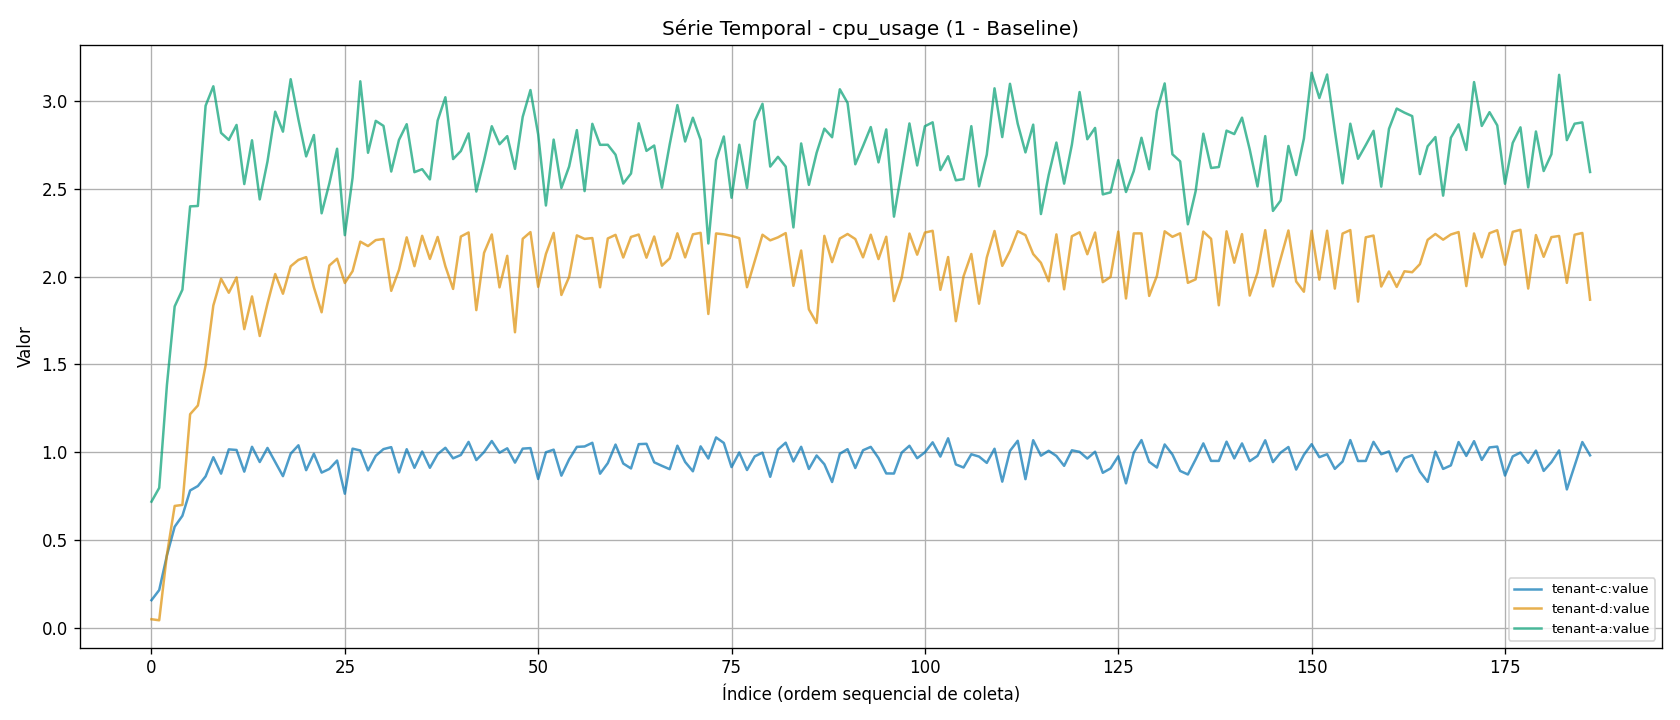 Série Temporal - cpu_usage (1 - Baseline)
Valor
3.0
2.5
2.0
1.5
1.0
0.5
0.0
tenant-c:value
tenant-d:value
tenant-a:value
0 25 50 75 100 125 150 175
Índice (ordem sequencial de coleta)